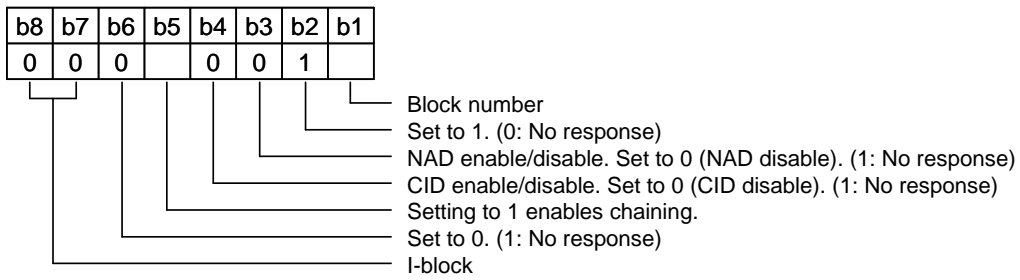 b8 b7 b6 b5 b4 b3 b2 b1
0 0 0 0 0 1
Block number
Set to 1. (0: No response)
NAD enable/disable. Set to 0 (NAD disable). (1: No response)
CID enable/disable. Set to 0 (CID disable). (1: No response)
Setting to 1 enables chaining.
Set to 0. (1: No response)
I-block